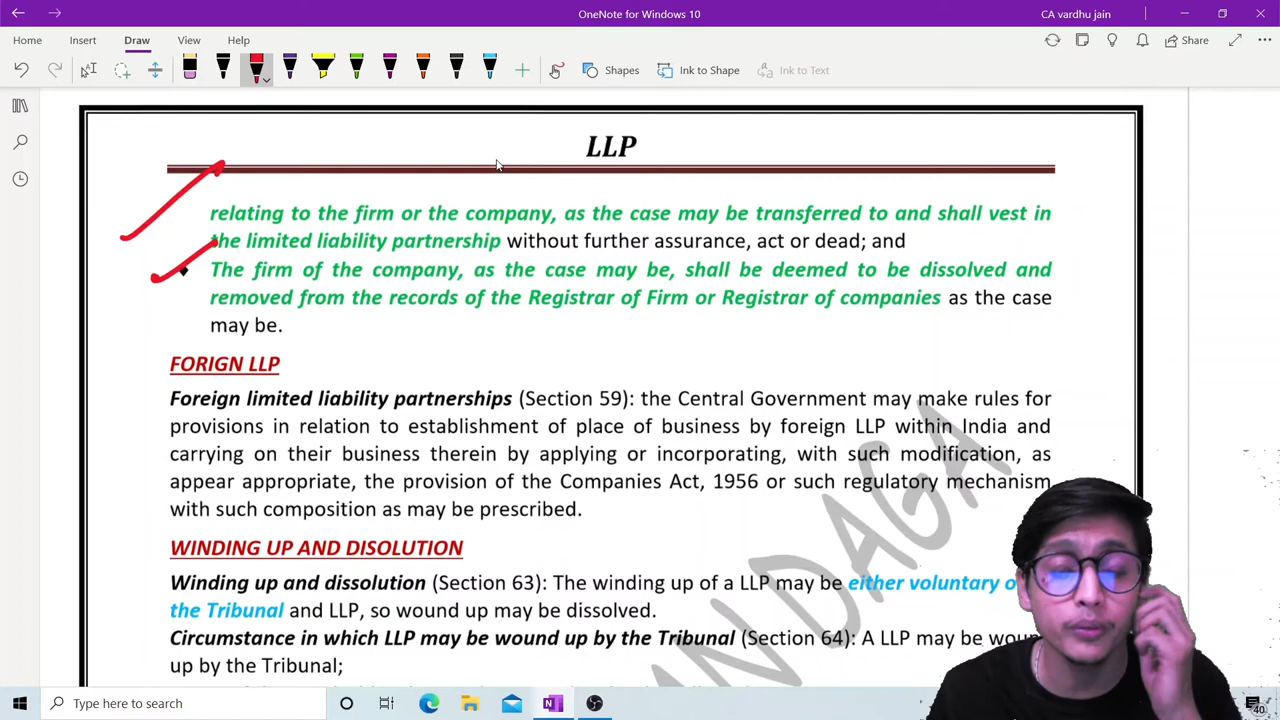 OneNote for Windows 10
CA vardhu jain
Home
Insert
Draw
View
Help
Share
Shapes
Ink to Shape
Ink to Text
LLP
relating to the firm or the company, as the case may be transferred to and shall vest in
the limited liability partnership without further assurance, act or dead; and
The firm of the company, as the case may be, shall be deemed to be dissolved and
removed from the records of the Registrar of Firm or Registrar of companies as the case
may be.
FORIGN LLP
Foreign limited liability partnerships (Section 59): the Central Government may make rules for
provisions in relation to establishment of place of business by foreign LLP within India and
carrying on their business therein by applying or incorporating, with such modification, as
appear appropriate, the provision of the Companies Act, 1956 or such regulatory mechanism
with such composition as may be prescribed.
WINDING UP AND DISOLUTION
Winding up and dissolution (Section 63): The winding up of a LLP may be either voluntary
the Tribunal and LLP, so wound up may be dissolved.
Circumstance in which LLP may be wound up by the Tribunal (Section 64): A LLP may be
up by the Tribunal;
DAGA
Type here to search
40